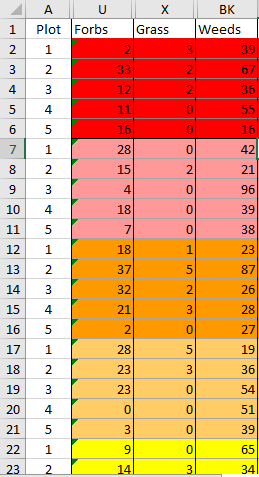 A U X BK
1 Plot Forbs Grass Weeds
2 1 2 3 39
3 2 33 2 67
4 3 12 2 36
5 4 11 0 55
6 5 16 0 16
7 1 28 0 42
8 2 15 2 21
9 3 4 0 96
10 4 18 0 39
11 5 7 0 38
12 1 18 1 23
13 2 37 5 87
14 3 32 2 26
15 4 21 3 28
16 5 2 0 27
17 1 28 5 19
18 2 23 3 36
19 3 23 0 54
20 4 0 0 51
21 5 3 0 39
22 1 9 0 65
23 2 14 3 34